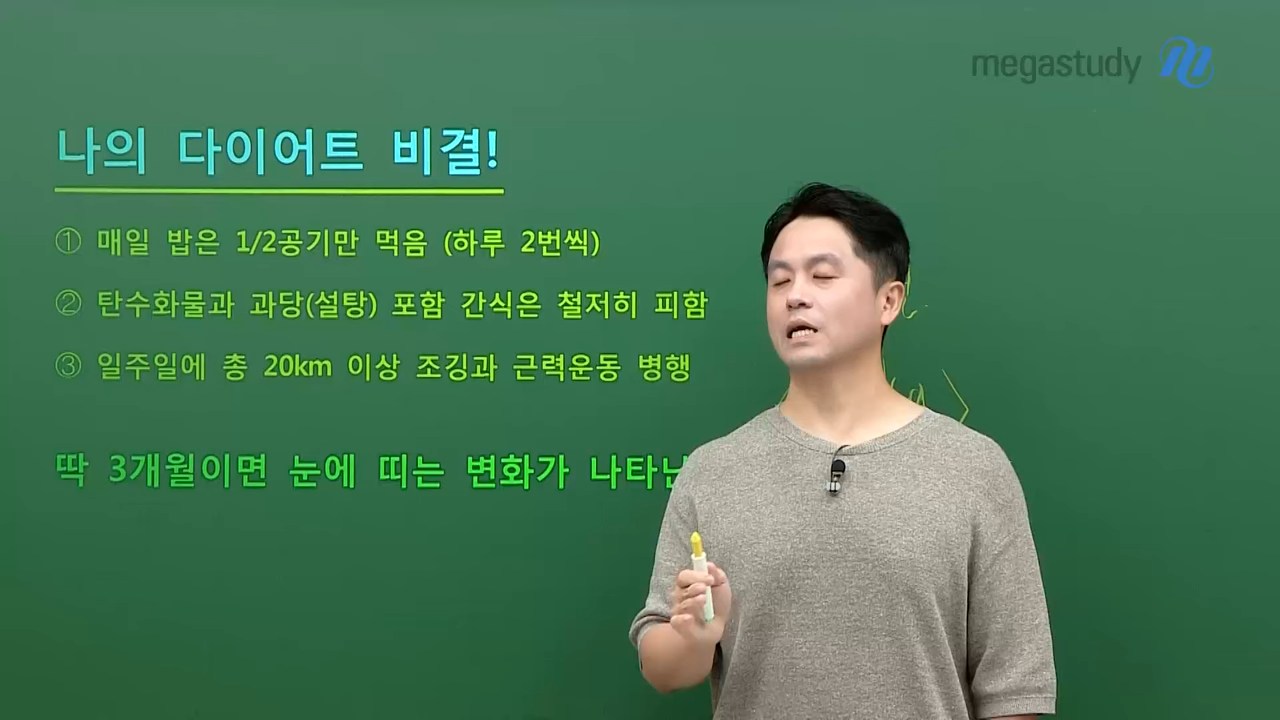 megastudy
나의 다이어트 비결!
① 매일 밥은 1/2공기만 먹음 (하루 2번씩)
② 탄수화물과 과당(설탕) 포함 간식은 철저히 피함
③ 일주일에 총 20km 이상 조깅과 근력운동 병행
딱 3개월이면 눈에 띠는 변화가